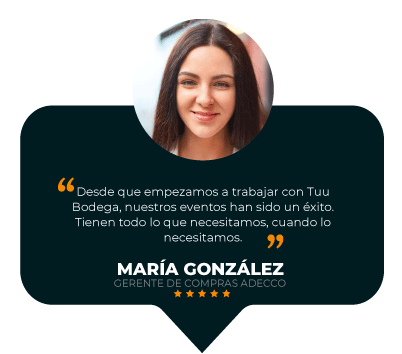 “Desde que empezamos a trabajar con Tuu
Bodega, nuestros eventos han sido un éxito.
Tienen todo lo que necesitamos, cuando lo
necesitamos. ”
MARÍA GONZÁLEZ
GERENTE DE COMPRAS ADECCO